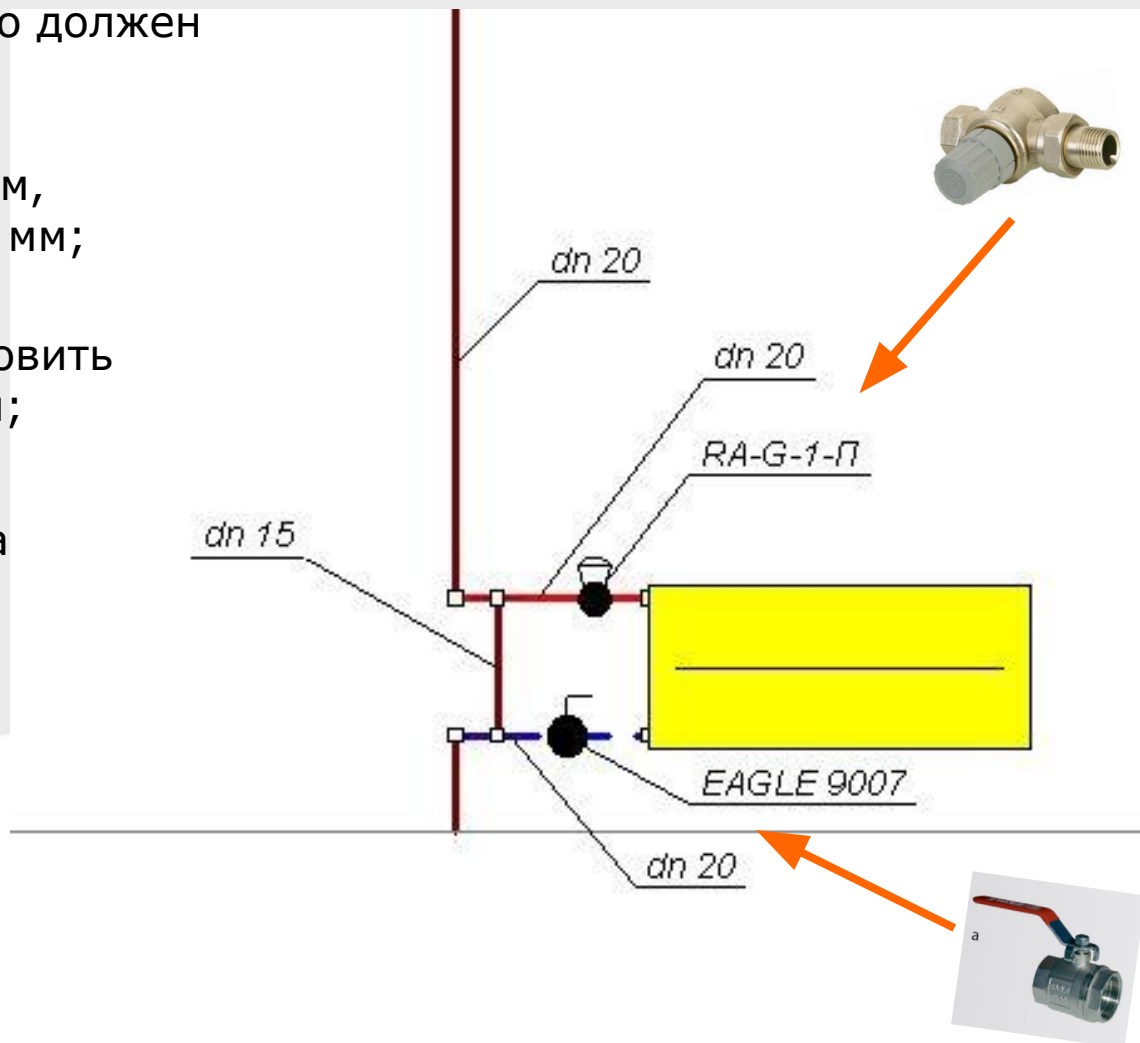 о должен
м,
мм;
dn 20
овить
dn 20
;
RA-G-1-П
dn 15
а
EAGLE 9007
dn 20
a